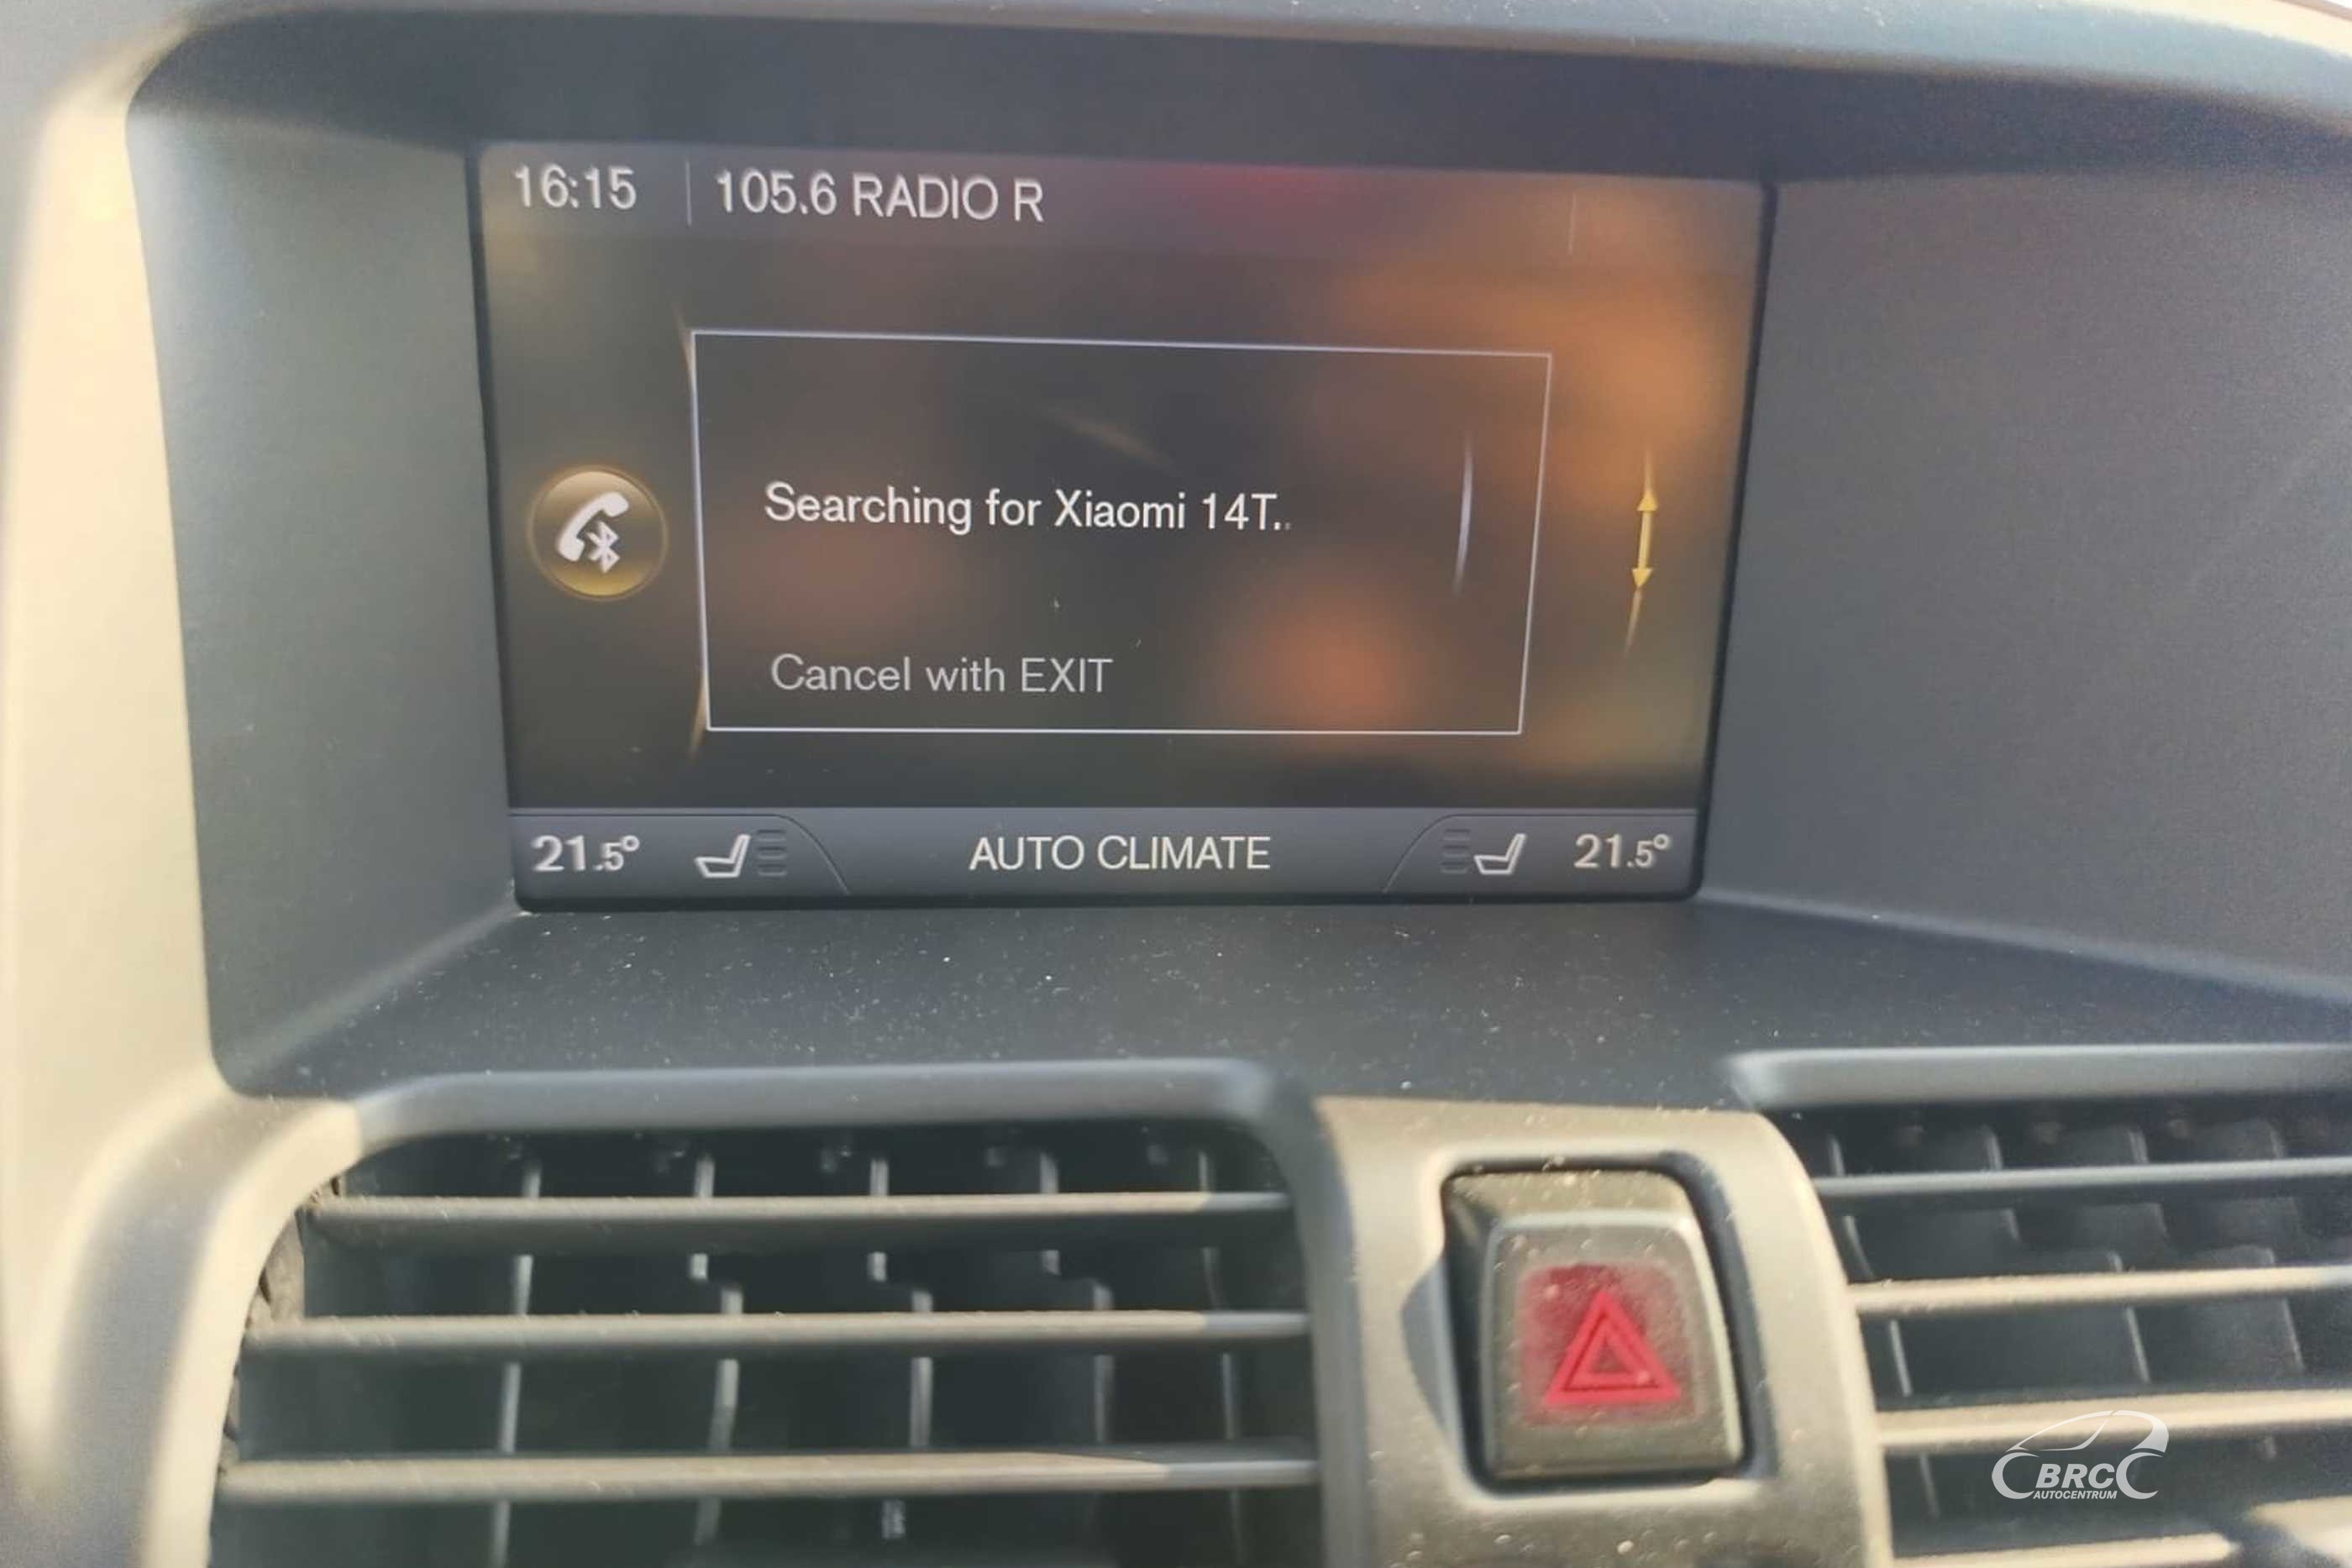 16:15 105.6 RADIO R
Searching for Xiaomi 14T..
Cancel with EXIT
21.5° AUTO CLIMATE 21.5°
BRC
AUTOCENTRUM